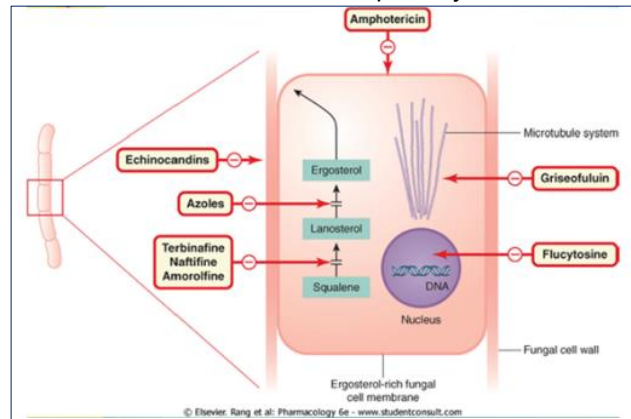 Amphotericin
Microtubule system
Echinocandins
Ergosterol
Griseofuluin
Azoles
Lanosterol
Terbinafine
Naftifine
Amorolfine
Flucytosine
Squalene
DNA
Nucleus
Fungal cell wall
Ergosterol-rich fungal
cell membrane
© Elsevier. Rang et al: Pharmacology 6e - www.studentconsult.com